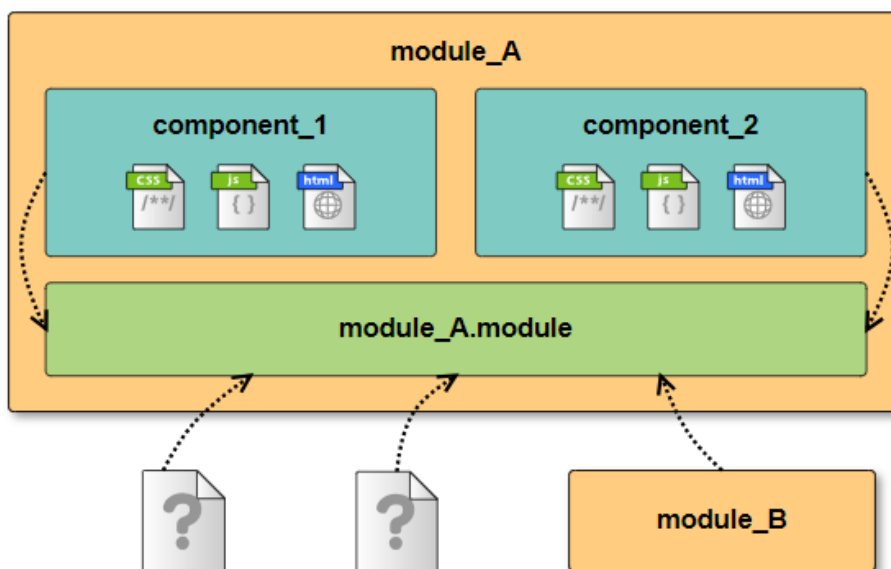 module_A
component_1
component_2
CSS
js
html
CSS
js
html
/**/
{ }
/**/
{ }
module_A.module
?
?
module_B